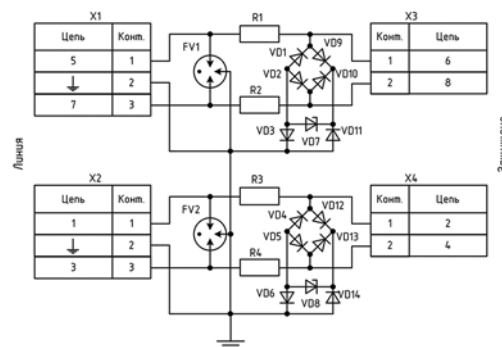 X1
Цепь Конт.
5 1
2
7 3
FV1
R1
R2
VD1
VD9
VD2
VD10
VD3
VD7
VD11
X3
Конт. Цепь
1 6
2 8
Линия
X2
Цепь Конт.
1 1
2
3 3
FV2
R3
R4
VD4
VD12
VD5
VD13
VD6
VD8
VD14
X4
Конт. Цепь
1 2
2 4